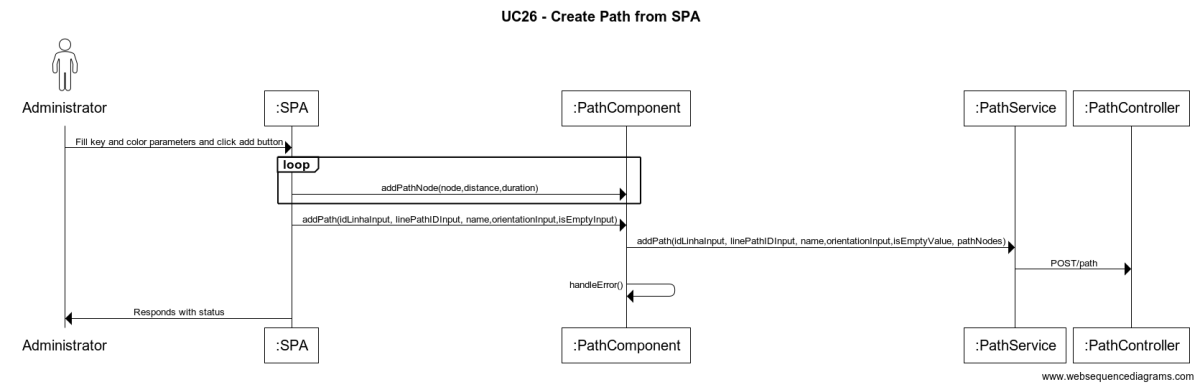 UC26 - Create Path from SPA
Administrator
:SPA
:PathComponent
:PathService
:PathController
Fill key and color parameters and click add button
loop
addPathNode(node,distance,duration)
addPath(idLinhaInput, linePathIDInput, name,orientationInput,isEmptyInput)
addPath(idLinhaInput, linePathIDInput, name,orientationInput,isEmptyValue, pathNodes)
POST/path
handleError()
Responds with status
Administrator
:SPA
:PathComponent
:PathService
:PathController
www.websequencediagrams.com